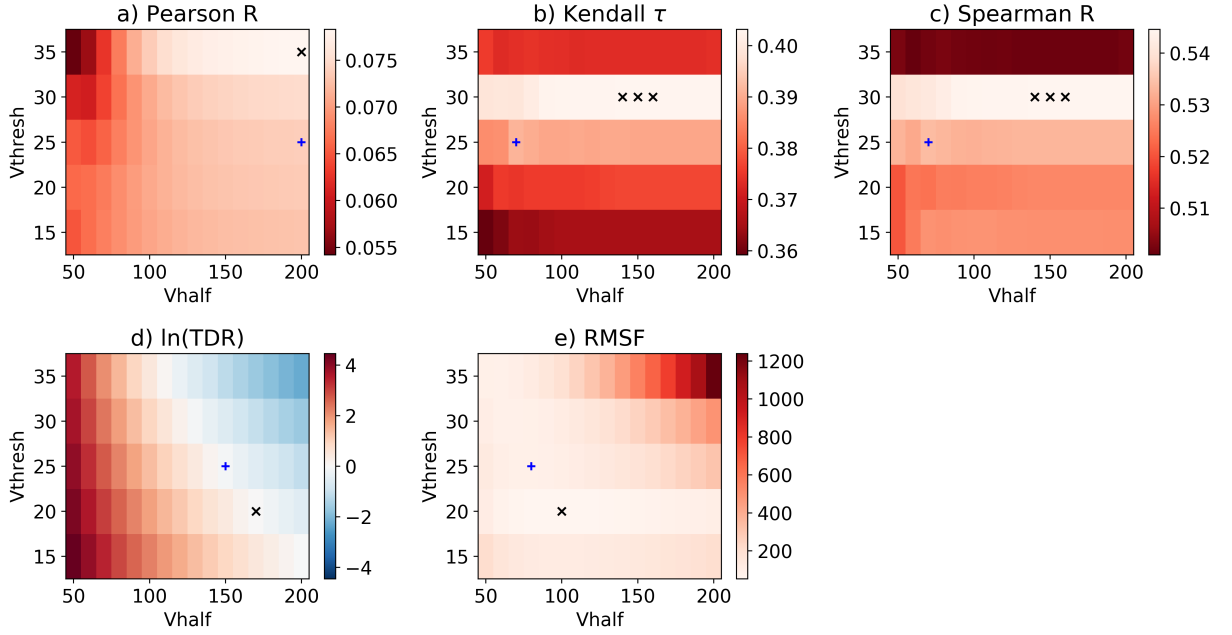 a) Pearson R
35
30
25
20
15
Vthresh
50 100 150 200
Vhalf
0.075
0.070
0.065
0.060
0.055
b) Kendall τ
35
30
25
20
15
Vthresh
50 100 150 200
Vhalf
0.40
0.39
0.38
0.37
0.36
c) Spearman R
35
30
25
20
15
Vthresh
50 100 150 200
Vhalf
0.54
0.53
0.52
0.51
d) ln(TDR)
35
30
25
20
15
Vthresh
50 100 150 200
Vhalf
4
2
0
−2
−4
e) RMSF
35
30
25
20
15
Vthresh
50 100 150 200
Vhalf
1200
1000
800
600
400
200